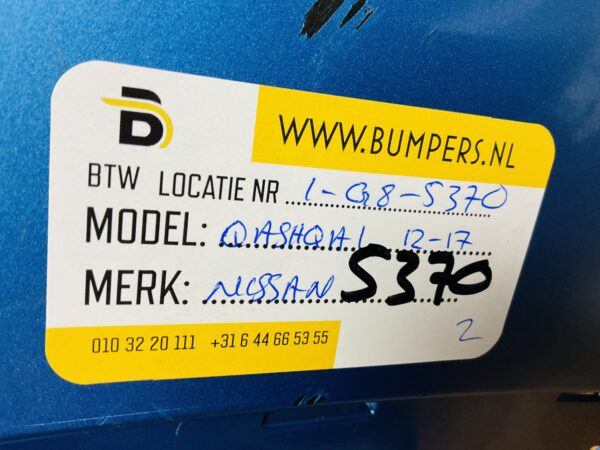 WWW.BUMPERS.NL
BTW LOCATIE NR 1-G8-5370
MODEL: QASHQAI 12-17
MERK: NISSAN 5370
2
010 32 20 111 +31 6 44 66 53 55